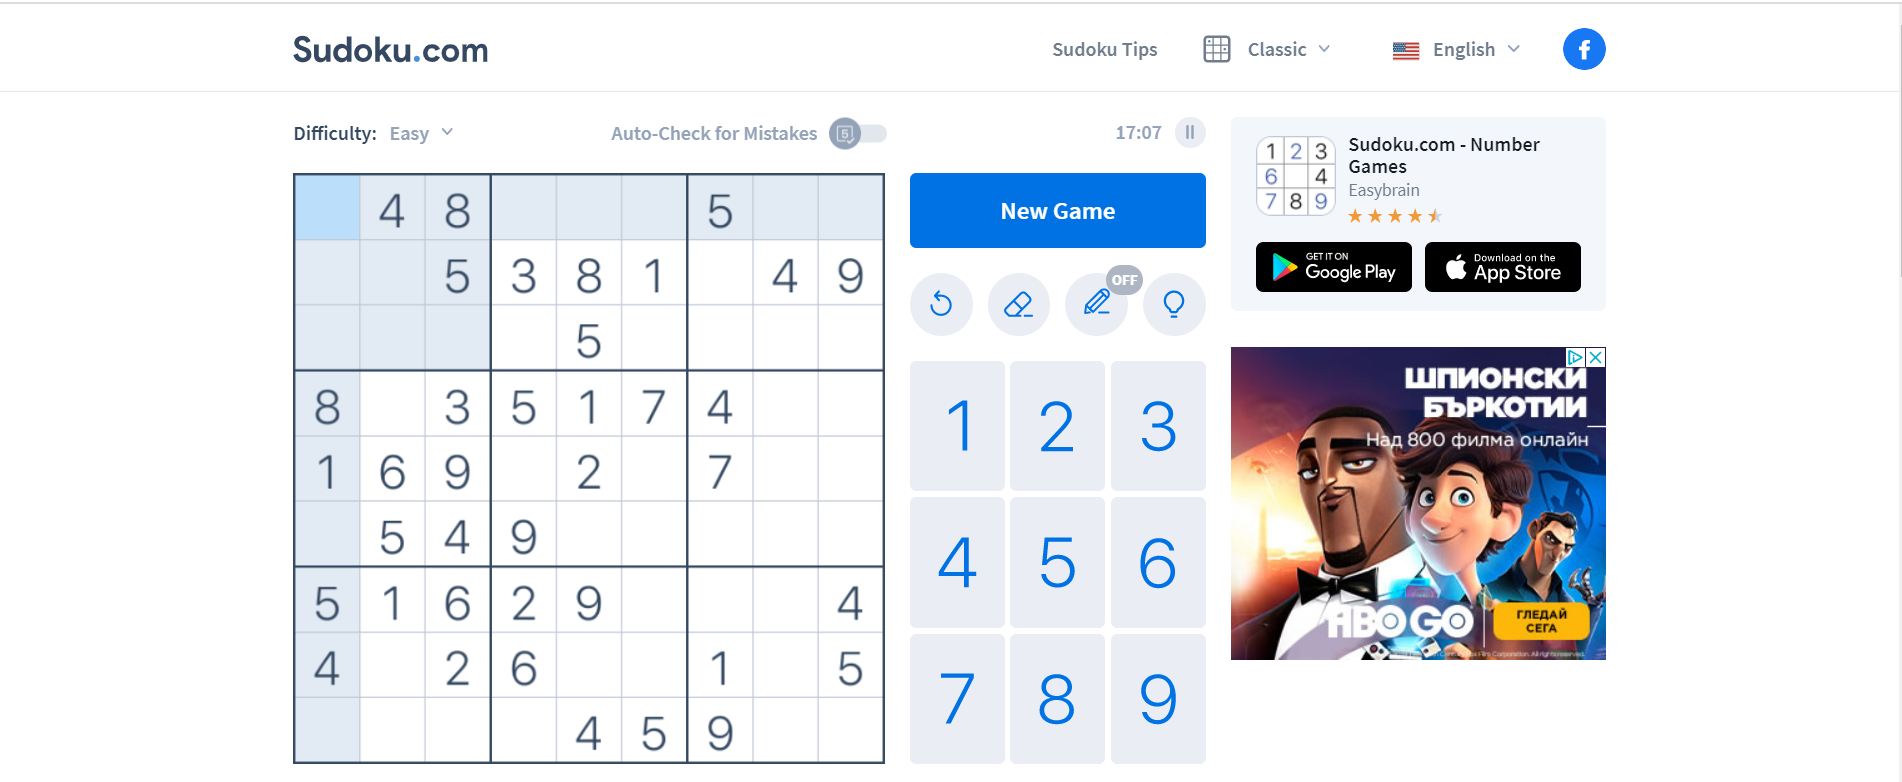 Sudoku.com
Sudoku Tips
Classic
English
f
Difficulty: Easy
Auto-Check for Mistakes
5
17:07
4 8 5
5 3 8 1 4 9
5
8 3 5 1 7 4
1 6 9 2 7
5 4 9
5 1 6 2 9 4
4 2 6 1 5
4 5 9
New Game
OFF
1 2 3
4 5 6
7 8 9
1 2 3
6 4
7 8 9
Sudoku.com - Number
Games
Easybrain
GET IT ON
Google Play
Download on the
App Store
ШПИОНСКИ
БЪРКОТИИ
Над 800 филма онлайн
HBO GO
ГЛЕДАЙ
СЕГА